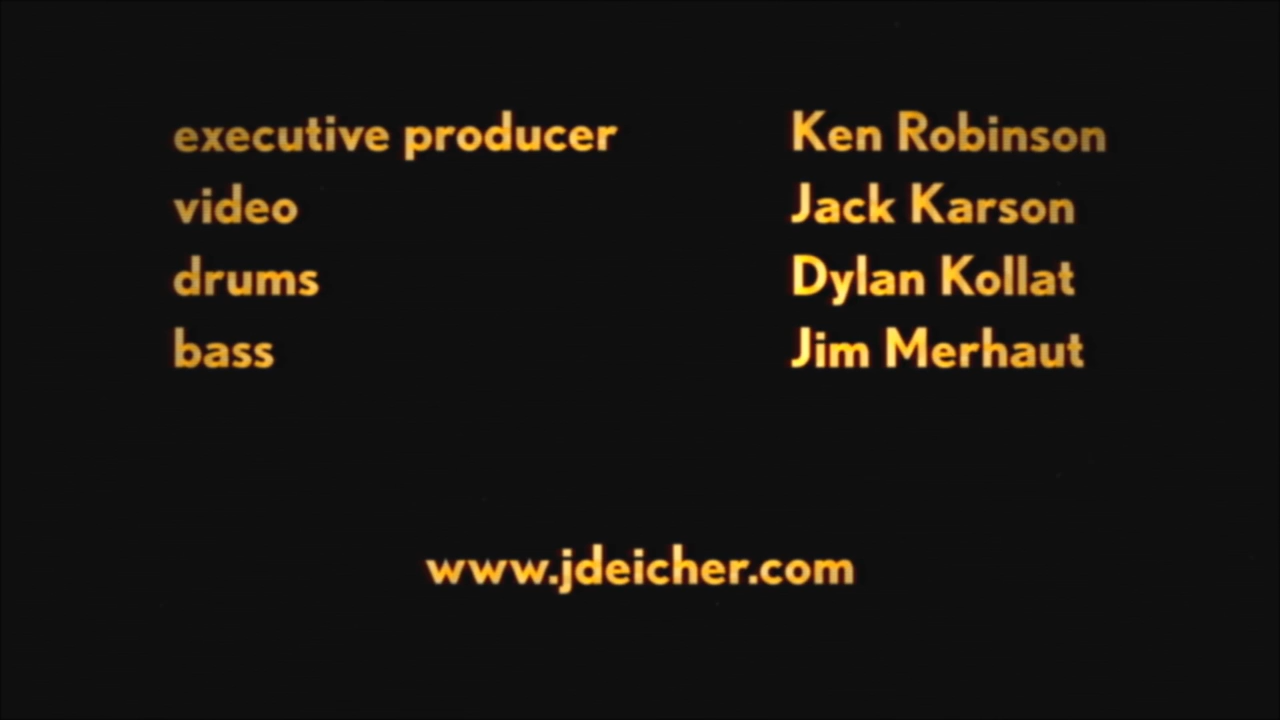 executive producer Ken Robinson
video Jack Karson
drums Dylan Kollat
bass Jim Merhaut
www.jdeicher.com